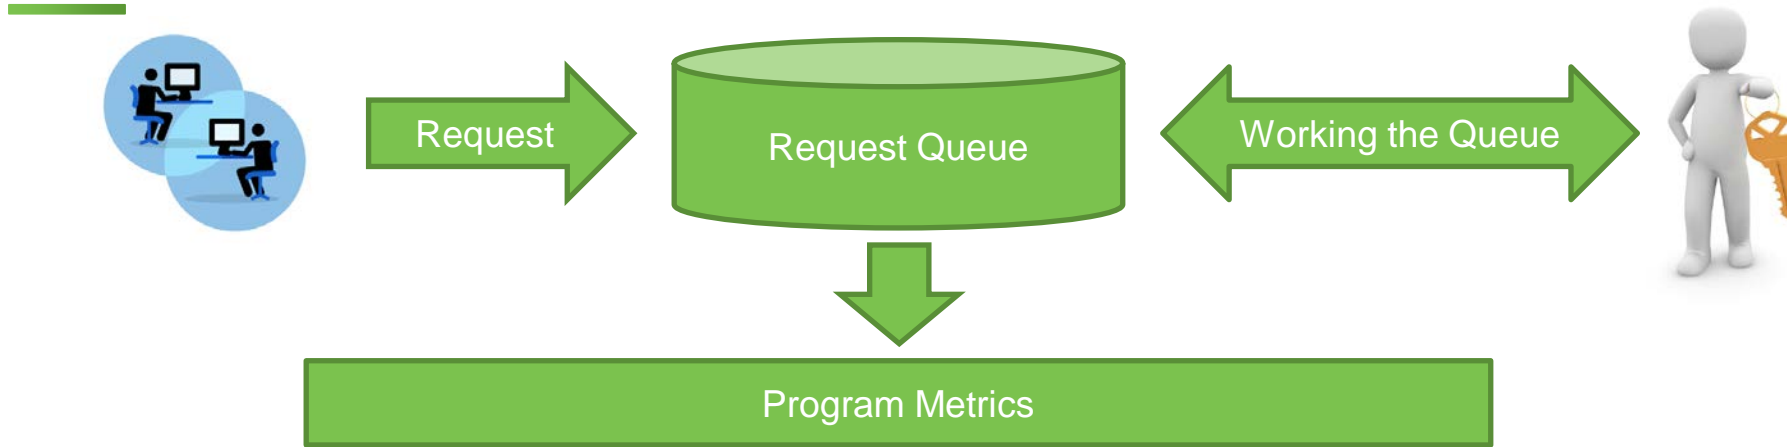 Request
Request Queue
Working the Queue
Program Metrics